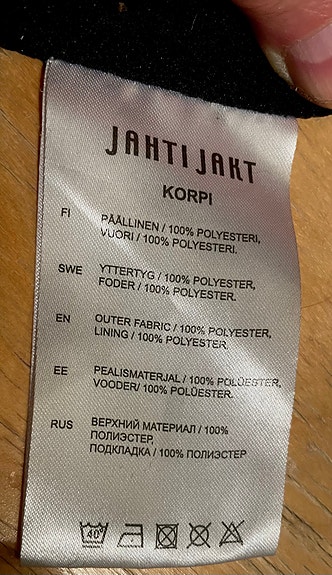 JAHTIJAKT
KORPI
FI PÄÄLLINEN / 100% POLYESTERI,
VUORI / 100% POLYESTERI.
SWE YTTERTYG / 100% POLYESTER,
FODER / 100% POLYESTER.
EN OUTER FABRIC / 100% POLYESTER,
LINING / 100% POLYESTER.
EE PEALISMATERJAL / 100% POLÜESTER,
VOODER/ 100% POLÜESTER.
RUS ВЕРХНИЙ МАТЕРИАЛ / 100%
ПОЛИЭСТЕР,
ПОДКЛАДКА / 100% ПОЛИЭСТЕР
40°